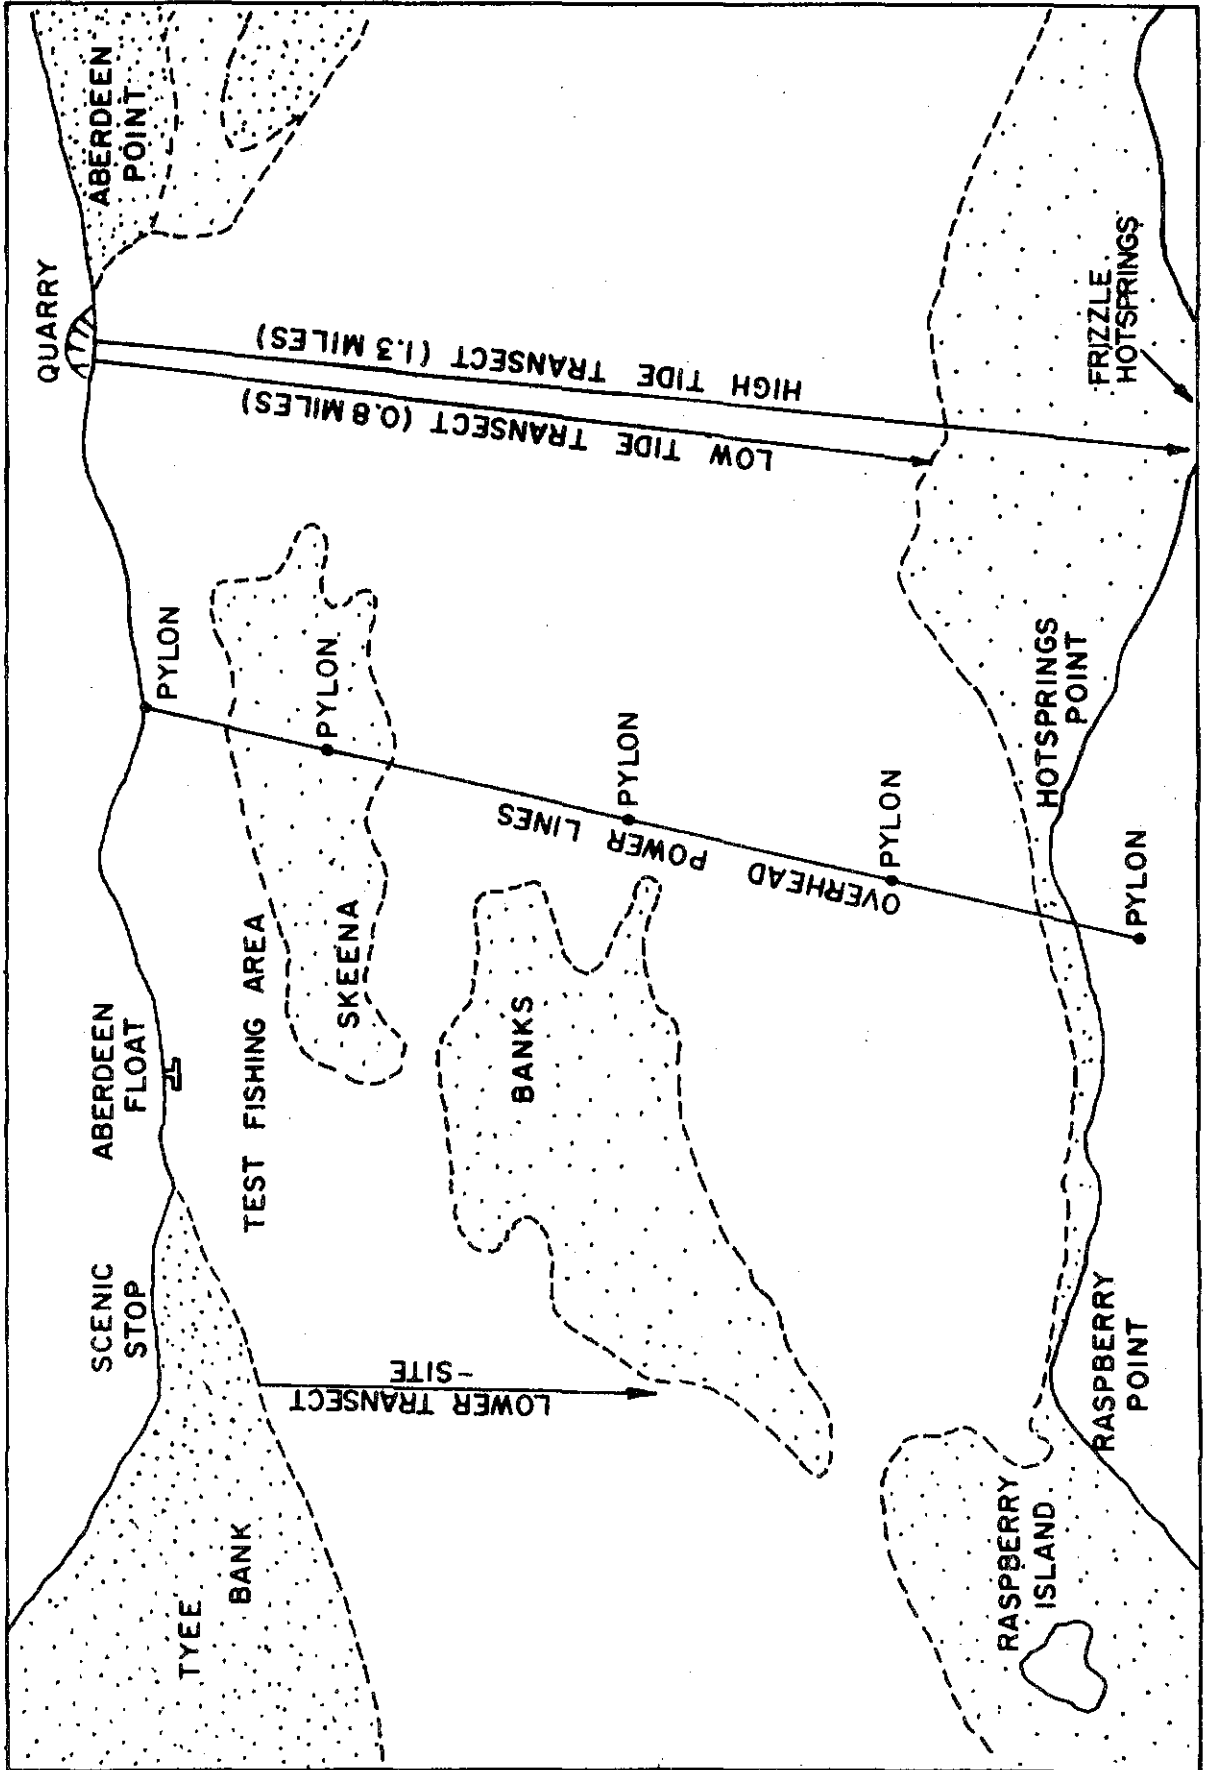 QUARRY
ABERDEEN
POINT
SCENIC
STOP
ABERDEEN
FLOAT
PYLON
TYEE
BANK
TEST FISHING AREA
SKEENA
PYLON
LOWER TRANSECT
-SITE
BANKS
PYLON
OVERHEAD POWER LINES
LOW TIDE TRANSECT (0.8 MILES)
HIGH TIDE TRANSECT (1.3 MILES)
PYLON
RASPBERRY
ISLAND
RASPBERRY
POINT
PYLON
HOTSPRINGS
POINT
FRIZZLE
HOTSPRINGS